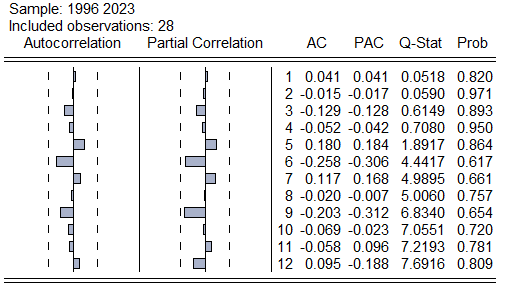 Sample: 1996 2023
Included observations: 28
Autocorrelation Partial Correlation AC PAC Q-Stat Prob
1 0.041 0.041 0.0518 0.820
2 -0.015 -0.017 0.0590 0.971
3 -0.129 -0.128 0.6149 0.893
4 -0.052 -0.042 0.7080 0.950
5 0.180 0.184 1.8917 0.864
6 -0.258 -0.306 4.4417 0.617
7 0.117 0.168 4.9895 0.661
8 -0.020 -0.007 5.0060 0.757
9 -0.203 -0.312 6.8340 0.654
10 -0.069 -0.023 7.0551 0.720
11 -0.058 0.096 7.2193 0.781
12 0.095 -0.188 7.6916 0.809